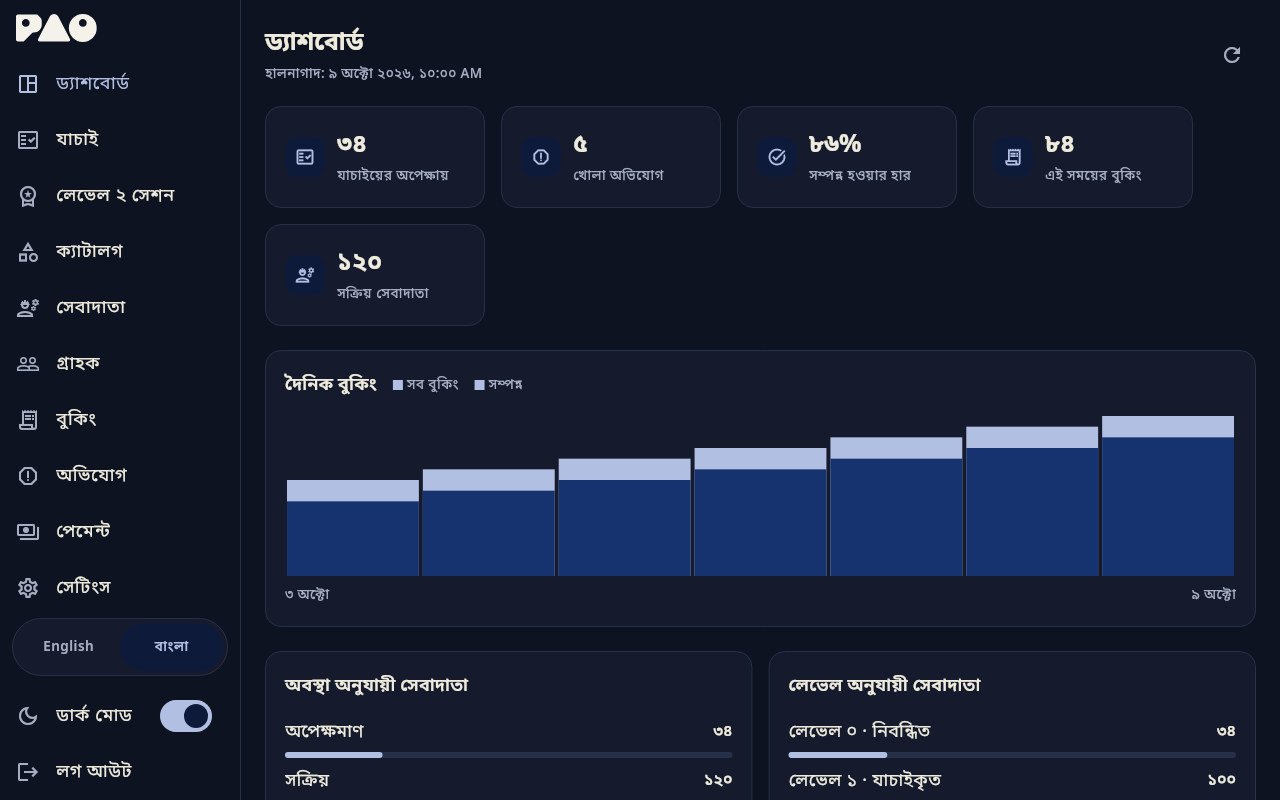 PAO
ড্যাশবোর্ড
যাচাই
লেভেল ২ সেশন
ক্যাটালগ
সেবাদাতা
গ্রাহক
বুকিং
অভিযোগ
পেমেন্ট
সেটিংস
English বাংলা
ডার্ক মোড
লগ আউট
ড্যাশবোর্ড
হালনাগাদ: ৯ অক্টো ২০২৬, ১০:০০ AM
৩৪
যাচাইয়ের অপেক্ষায়
৫
খোলা অভিযোগ
৮৬%
সম্পন্ন হওয়ার হার
৮৪
এই সময়ের বুকিং
১২০
সক্রিয় সেবাদাতা
দৈনিক বুকিং সব বুকিং সম্পন্ন
৩ অক্টো ৯ অক্টো
অবস্থা অনুযায়ী সেবাদাতা
অপেক্ষমাণ ৩৪
সক্রিয় ১২০
লেভেল অনুযায়ী সেবাদাতা
লেভেল ০ · নিবন্ধিত ৩৪
লেভেল ১ · যাচাইকৃত ১০০